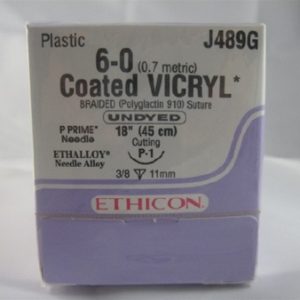 Plastic J489G
6-0 (0.7 metric)
Coated VICRYL*
BRAIDED (Polyglactin 910) Suture
UNDYED
P PRIME* 18" (45 cm)
Needle Cutting
ETHALLOY* P-1
Needle Alloy
3/8 11mm
ETHICON